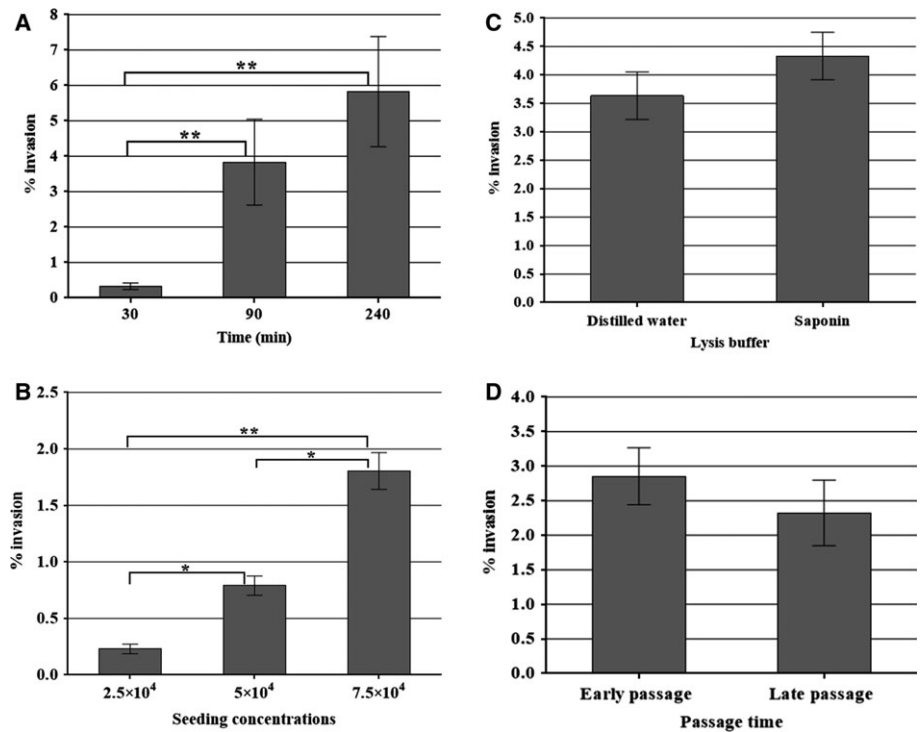 A
8
7
6
5
4
3
2
1
0
% invasion
**
**
30 90 240
Time (min)
C
5.0
4.5
4.0
3.5
3.0
2.5
2.0
1.5
1.0
0.5
0.0
% invasion
Distilled water Saponin
Lysis buffer
B
2.5
2.0
1.5
1.0
0.5
0.0
% invasion
**
*
*
2.5×10⁴ 5×10⁴ 7.5×10⁴
Seeding concentrations
D
4.0
3.5
3.0
2.5
2.0
1.5
1.0
0.5
0.0
% invasion
Early passage Late passage
Passage time